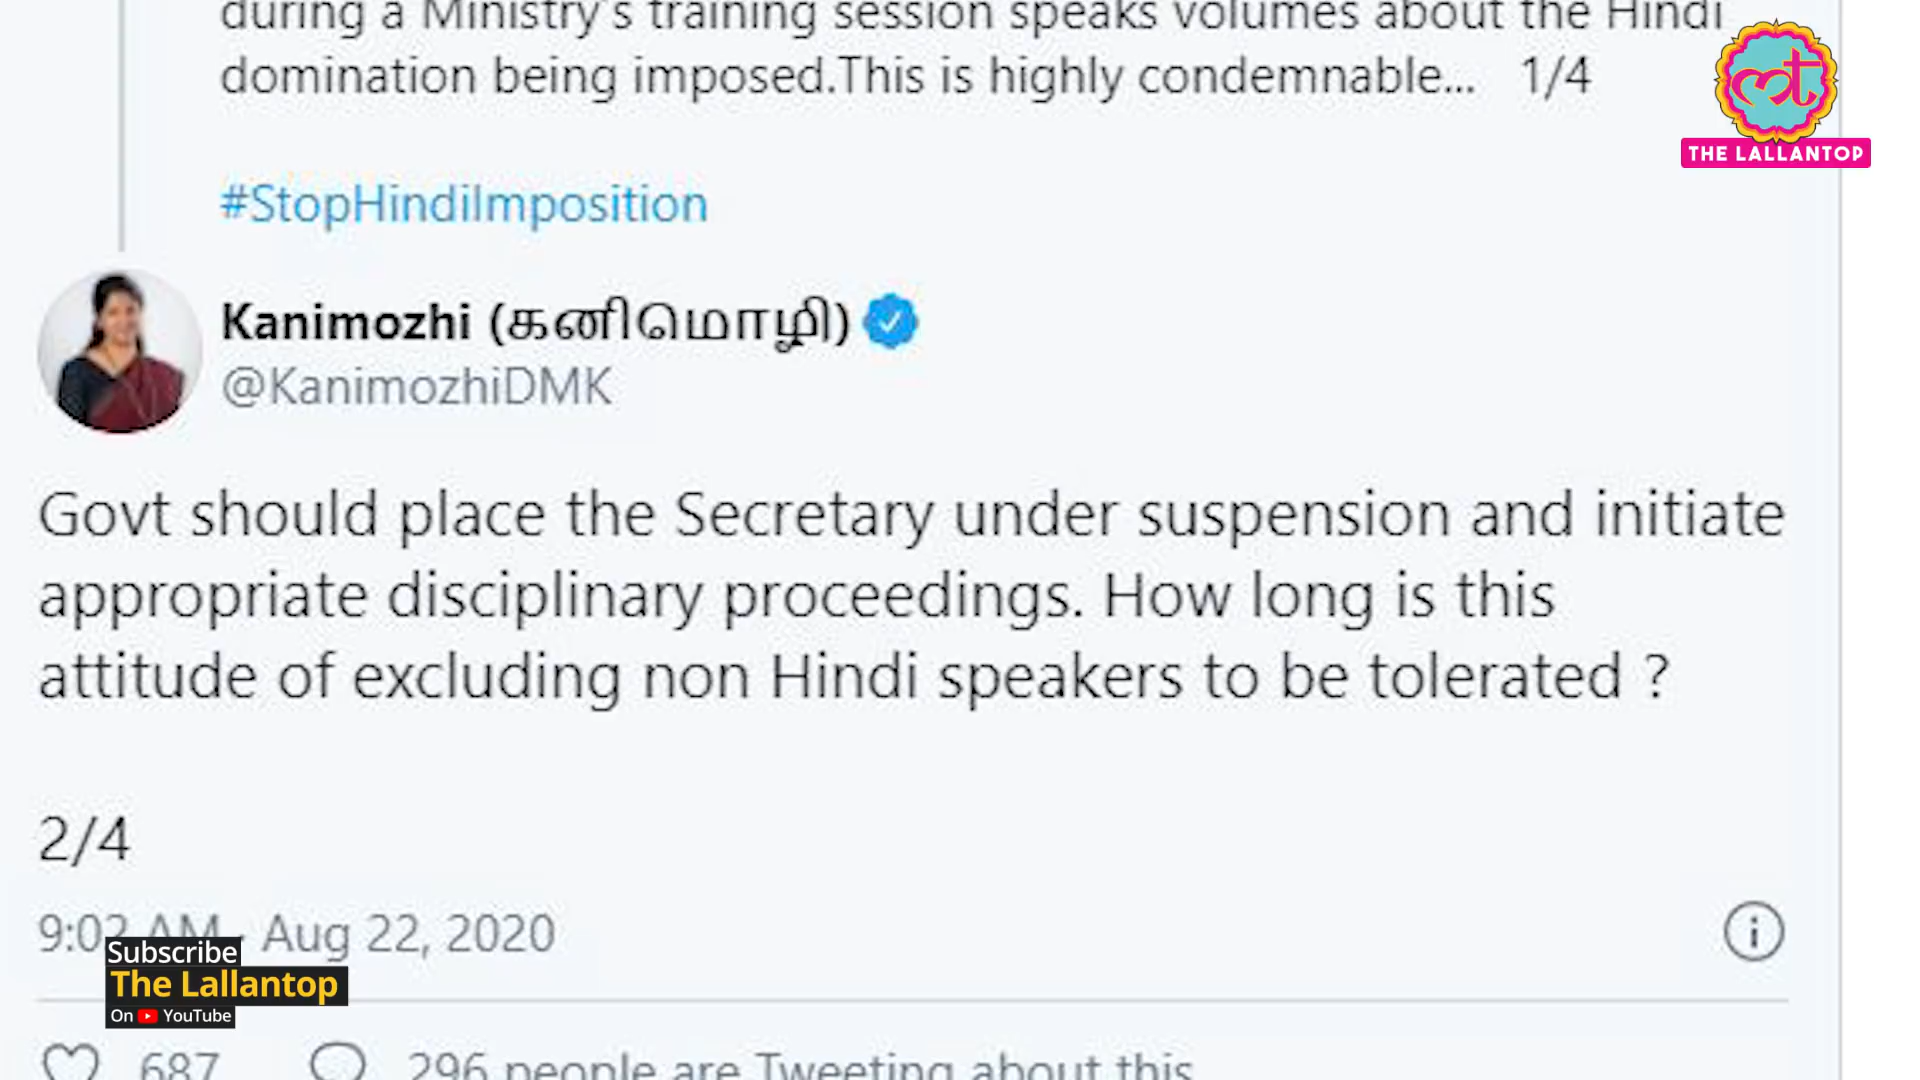 during a Ministry's training session speaks volumes about the Hindi
domination being imposed.This is highly condemnable... 1/4
THE LALLANTOP
#StopHindiImposition
Kanimozhi (கனிமொழி)
@KanimozhiDMK
Govt should place the Secretary under suspension and initiate
appropriate disciplinary proceedings. How long is this
attitude of excluding non Hindi speakers to be tolerated ?
2/4
9:02 AM · Aug 22, 2020
Subscribe
The Lallantop
On YouTube
687 296 people are Tweeting about this